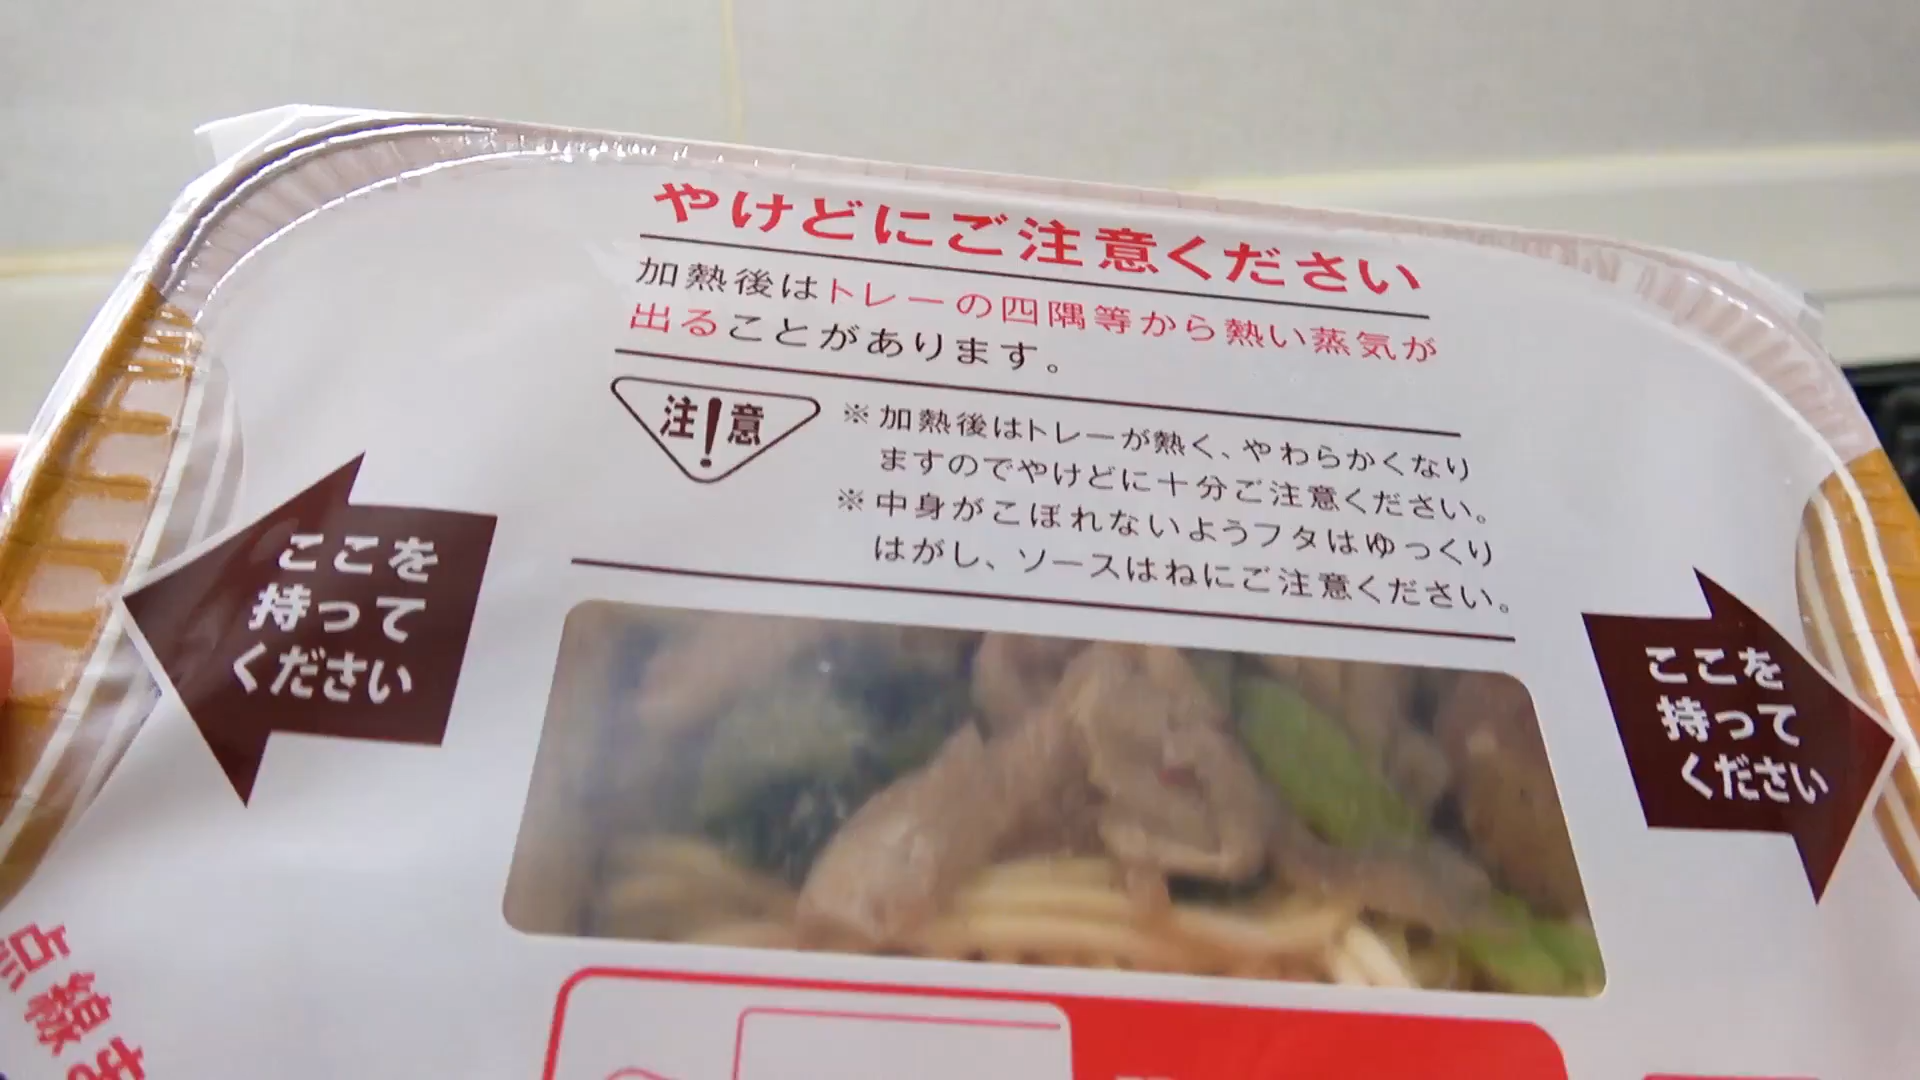 やけどにご注意ください
加熱後はトレーの四隅等から熱い蒸気が
出ることがあります。
注!意
※加熱後はトレーが熱く、やわらかくなり
ますのでやけどに十分ご注意ください。
※中身がこぼれないようフタはゆっくり
はがし、ソースはねにご注意ください。
ここを
持って
ください
ここを
持って
ください
点線ま